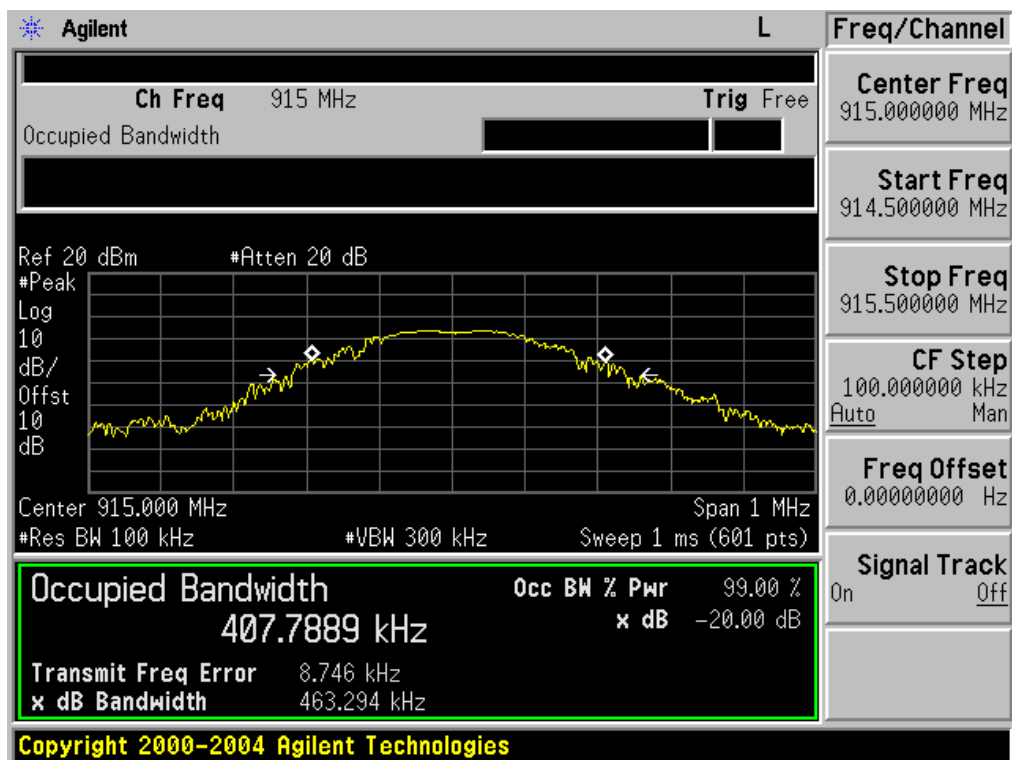 Agilent L
Freq/Channel
Ch Freq 915 MHz Trig Free
Occupied Bandwidth
Center Freq
915.000000 MHz
Start Freq
914.500000 MHz
Stop Freq
915.500000 MHz
CF Step
100.000000 kHz
Auto Man
Freq Offset
0.00000000 Hz
Signal Track
On Off
Ref 20 dBm #Atten 20 dB
#Peak
Log
10
dB/
Offst
10
dB
Center 915.000 MHz Span 1 MHz
#Res BW 100 kHz #VBW 300 kHz Sweep 1 ms (601 pts)
Occupied Bandwidth Occ BW % Pwr 99.00 %
407.7889 kHz x dB -20.00 dB
Transmit Freq Error 8.746 kHz
x dB Bandwidth 463.294 kHz
Copyright 2000-2004 Agilent Technologies